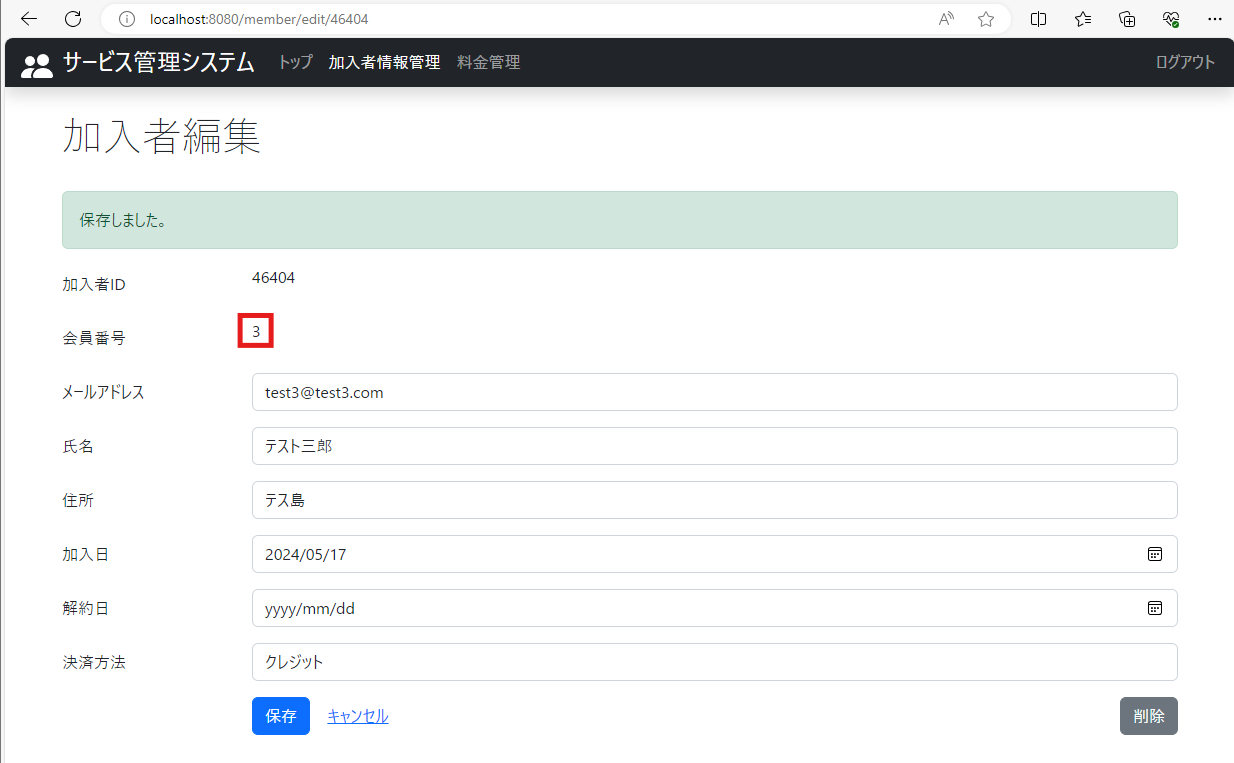 localhost:8080/member/edit/46404
サービス管理システム トップ 加入者情報管理 料金管理 ログアウト
加入者編集
保存しました。
加入者ID 46404
会員番号 3
メールアドレス test3@test3.com
氏名 テスト三郎
住所 テス島
加入日 2024/05/17
解約日 yyyy/mm/dd
決済方法 クレジット
保存 キャンセル 削除